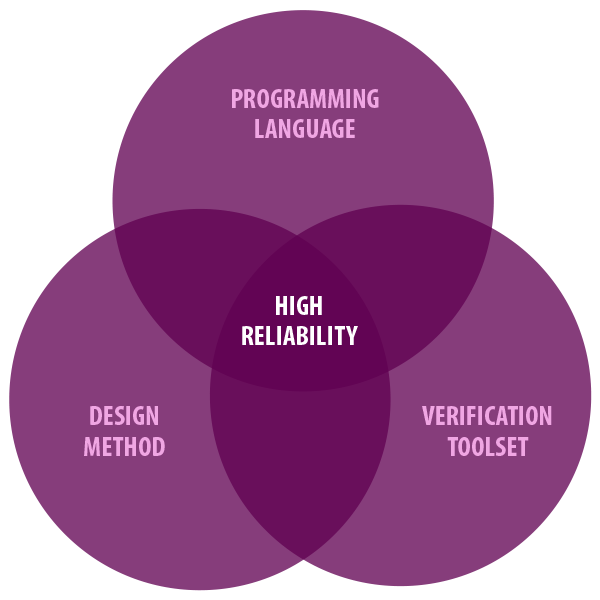 PROGRAMMING
LANGUAGE
HIGH
RELIABILITY
DESIGN
METHOD
VERIFICATION
TOOLSET